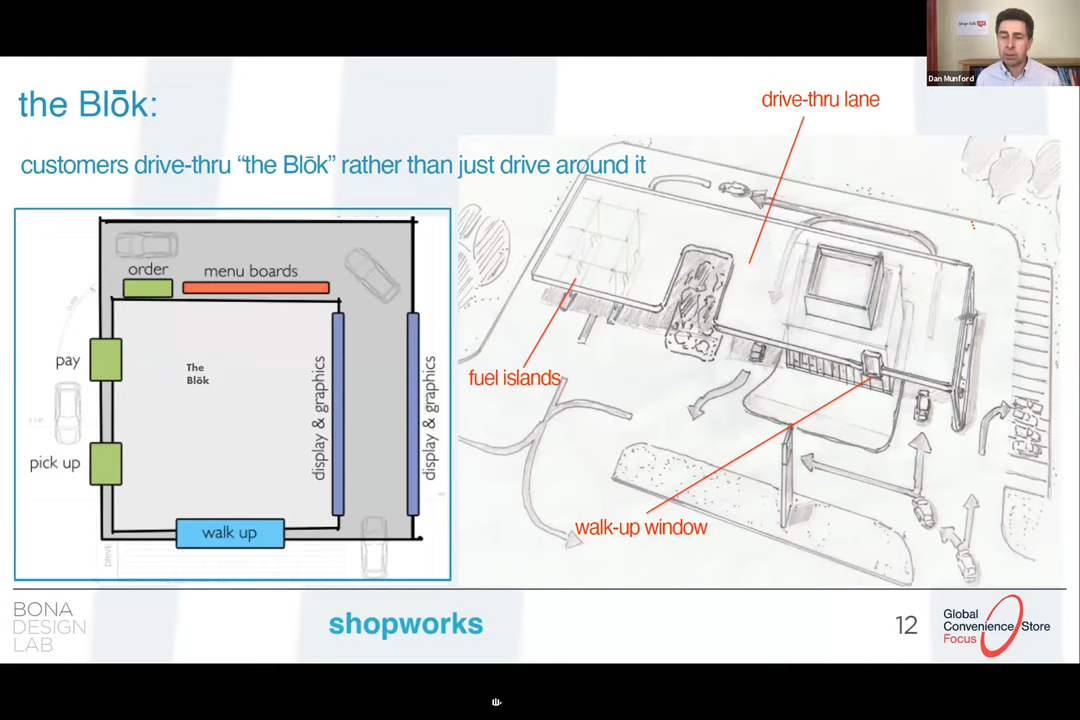 Dan Munford
the Blōk:
customers drive-thru “the Blōk” rather than just drive around it
drive-thru lane
order
menu boards
pay
The
Blōk
display & graphics
display & graphics
pick up
walk up
DRIVE
fuel islands
walk-up window
BONA
DESIGN
LAB
shopworks
12
Global
Convenience Store
Focus